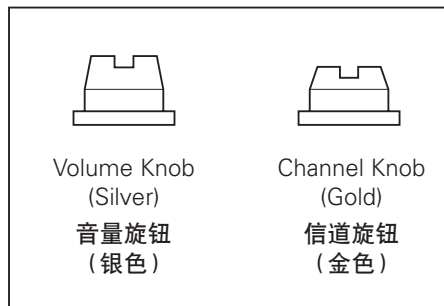 Volume Knob
(Silver)
音量旋钮
（银色）
Channel Knob
(Gold)
信道旋钮
（金色）